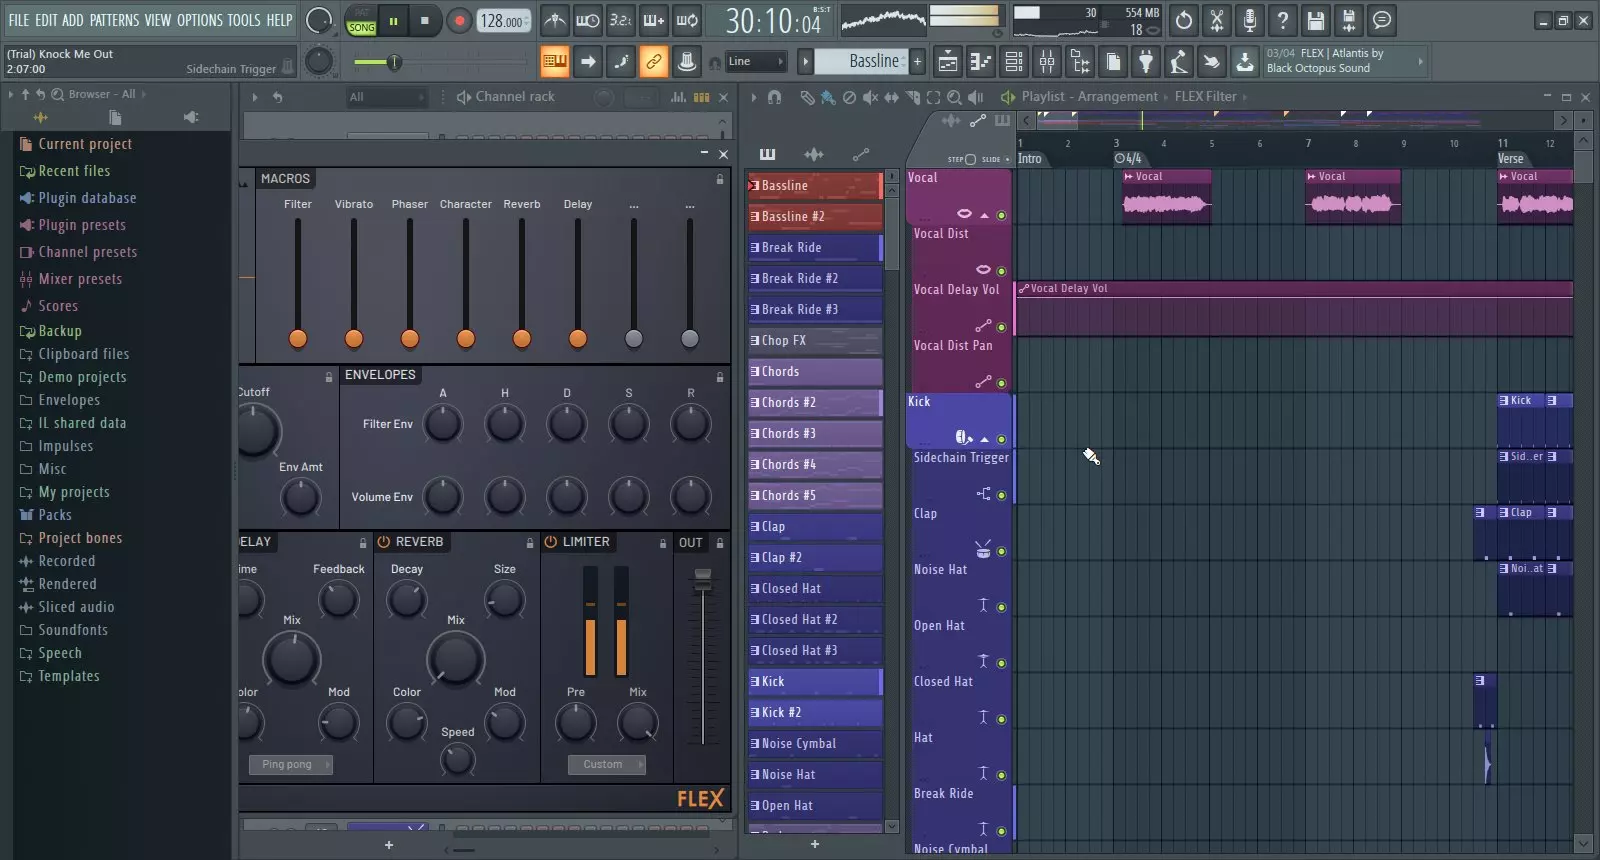 FILE EDIT ADD PATTERNS VIEW OPTIONS TOOLS HELP
PAT
SONG
128.000
3.2.
30:10:04
B:S:T
30
554 MB
18
(Trial) Knock Me Out
2:07:00
Sidechain Trigger
Line
Bassline
03/04 FLEX | Atlantis by
Black Octopus Sound
Browser - All
All
Channel rack
Playlist - Arrangement
FLEX Filter
Current project
Recent files
Plugin database
Plugin presets
Channel presets
Mixer presets
Scores
Backup
Clipboard files
Demo projects
Envelopes
IL shared data
Impulses
Misc
My projects
Packs
Project bones
Recorded
Rendered
Sliced audio
Soundfonts
Speech
Templates
MACROS
Filter
Vibrato
Phaser
Character
Reverb
Delay
...
...
Cutoff
Env Amt
ENVELOPES
A
H
D
S
R
Filter Env
Volume Env
ELAY
ime
Feedback
Mix
olor
Mod
Ping pong
REVERB
Decay
Size
Mix
Color
Mod
Speed
LIMITER
Pre
Mix
Custom
OUT
FLEX
Bassline
Bassline #2
Break Ride
Break Ride #2
Break Ride #3
Chop FX
Chords
Chords #2
Chords #3
Chords #4
Chords #5
Clap
Clap #2
Closed Hat
Closed Hat #2
Closed Hat #3
Kick
Kick #2
Noise Cymbal
Noise Hat
Open Hat
STEP
SLIDE
1
2
3
4
5
6
7
8
9
10
11
12
Intro
4/4
Verse
Vocal
Vocal
Vocal
Vocal
Vocal Dist
Vocal Delay Vol
Vocal Delay Vol
Vocal Dist Pan
Kick
Kick
Sidechain Trigger
Sid..er
Clap
Clap
Noise Hat
Noi..at
Open Hat
Closed Hat
Hat
Break Ride
Noise Cymbal